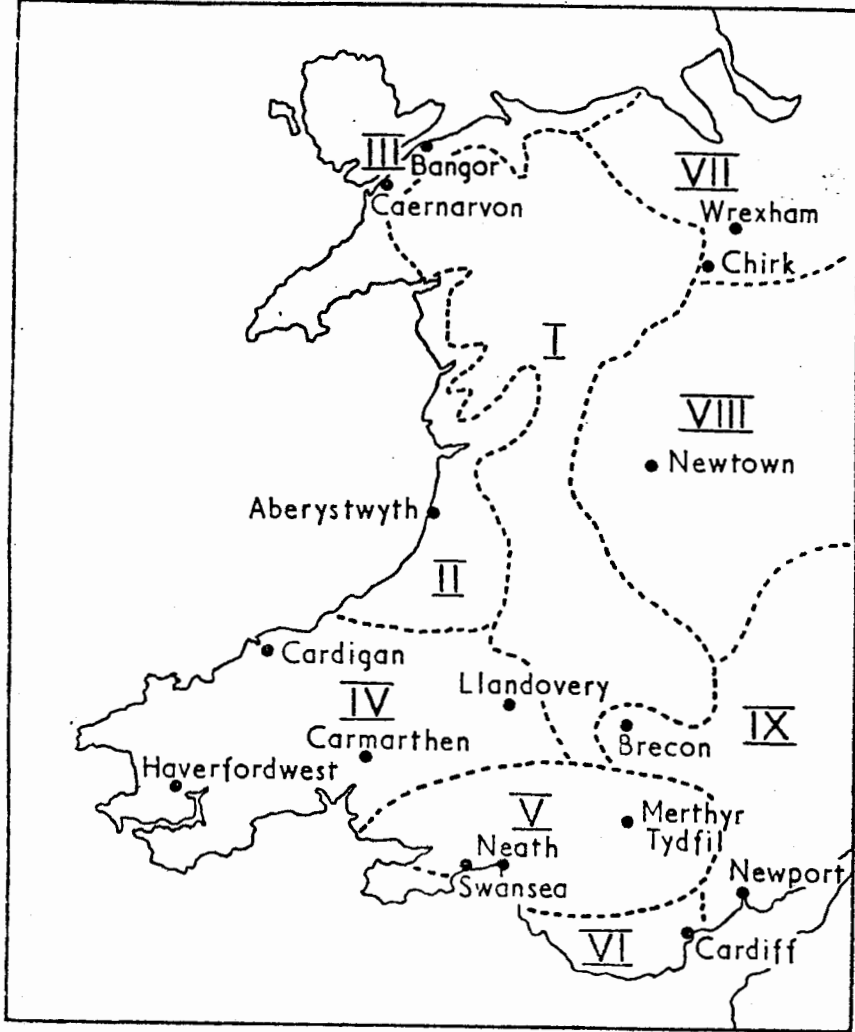 III
Bangor
Caernarvon
VII
Wrexham
Chirk
I
VIII
Newtown
Aberystwyth
II
Cardigan
Llandovery
IV
Carmarthen
Brecon
IX
Haverfordwest
V
Merthyr
Tydfil
Neath
Swansea
Newport
VI
Cardiff